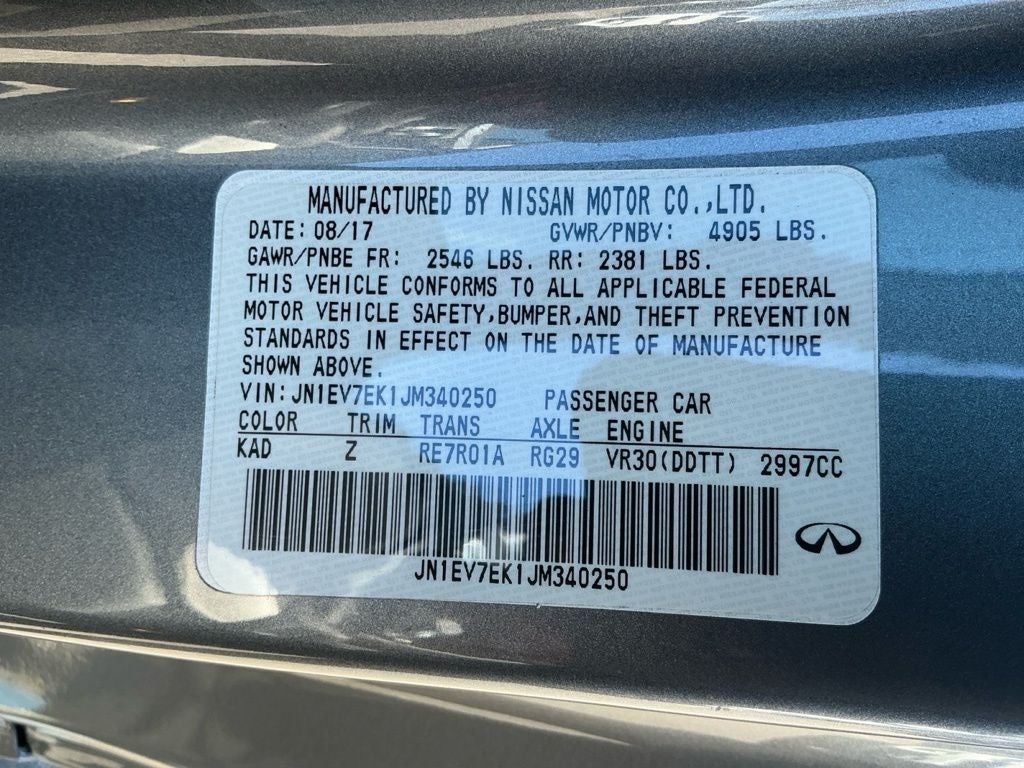 MANUFACTURED BY NISSAN MOTOR CO.,LTD.
DATE: 08/17 GVWR/PNBV: 4905 LBS.
GAWR/PNBE FR: 2546 LBS. RR: 2381 LBS.
THIS VEHICLE CONFORMS TO ALL APPLICABLE FEDERAL
MOTOR VEHICLE SAFETY,BUMPER,AND THEFT PREVENTION
STANDARDS IN EFFECT ON THE DATE OF MANUFACTURE
SHOWN ABOVE.
VIN:JN1EV7EK1JM340250 PASSENGER CAR
COLOR TRIM TRANS AXLE ENGINE
KAD Z RE7R01A RG29 VR30(DDTT) 2997CC
JN1EV7EK1JM340250